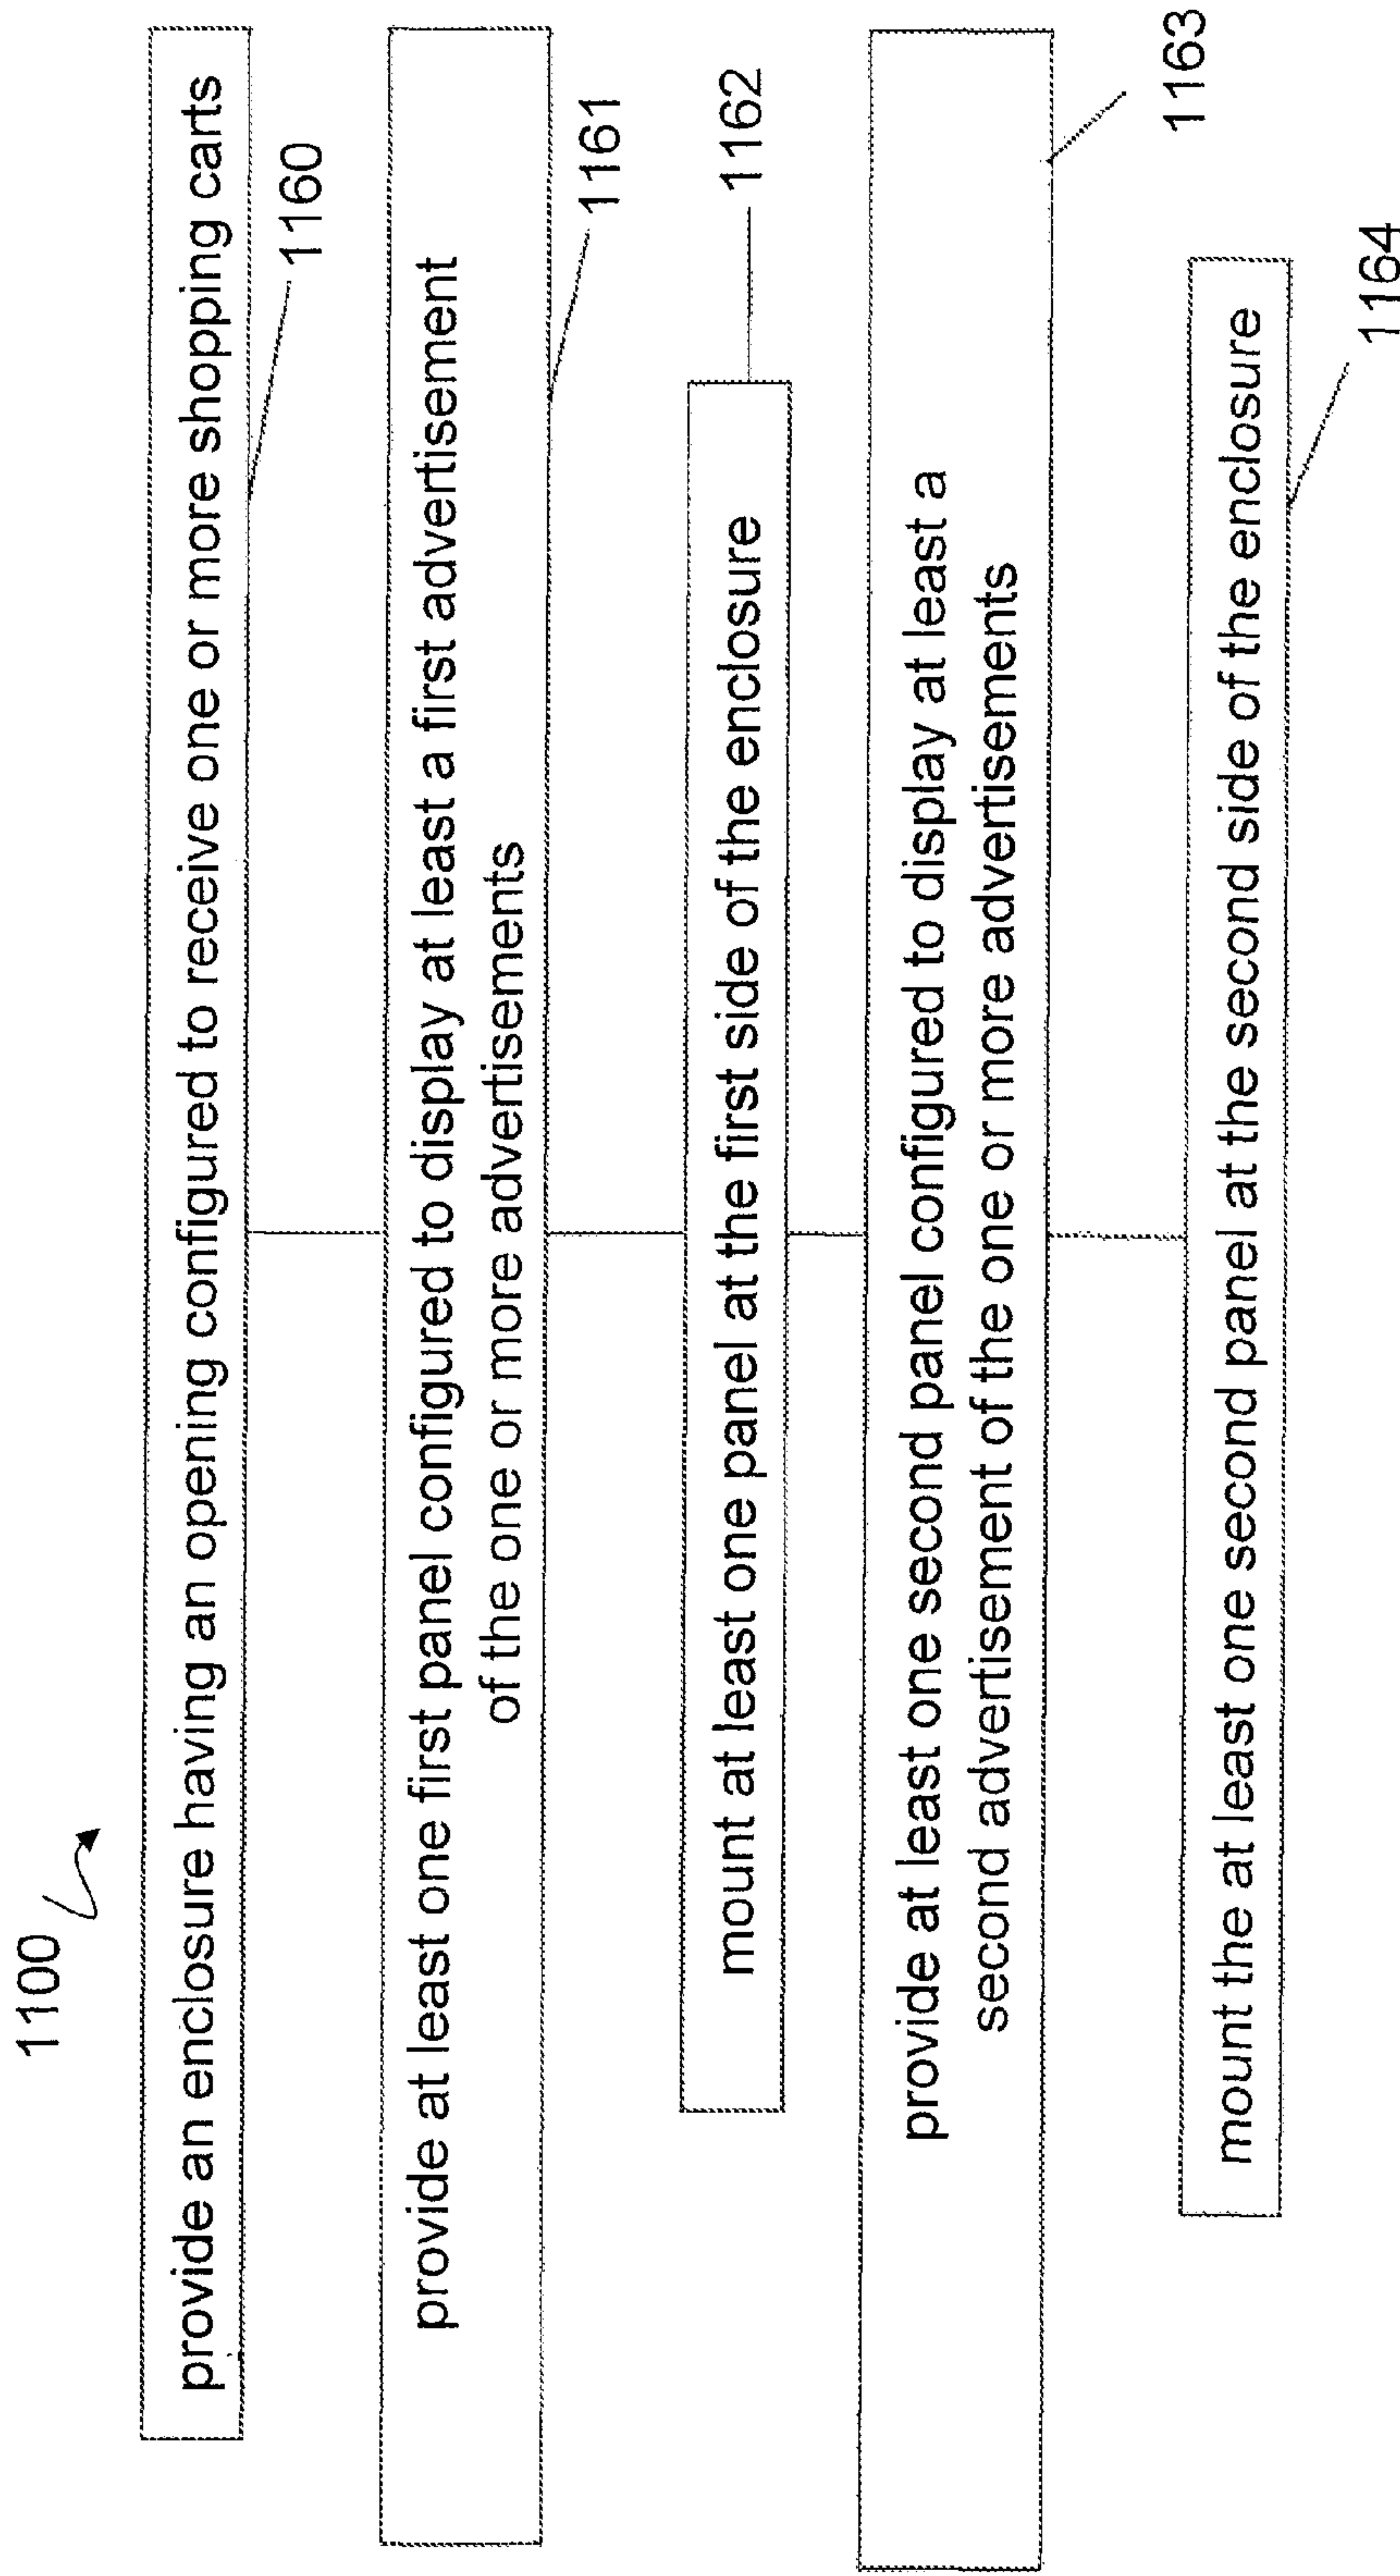 1100
provide an enclosure having an opening configured to receive one or more shopping carts
1160
provide at least one first panel configured to display at least a first advertisement
of the one or more advertisements
1161
mount at least one panel at the first side of the enclosure
1162
provide at least one second panel configured to display at least a
second advertisement of the one or more advertisements
1163
mount the at least one second panel at the second side of the enclosure
1164